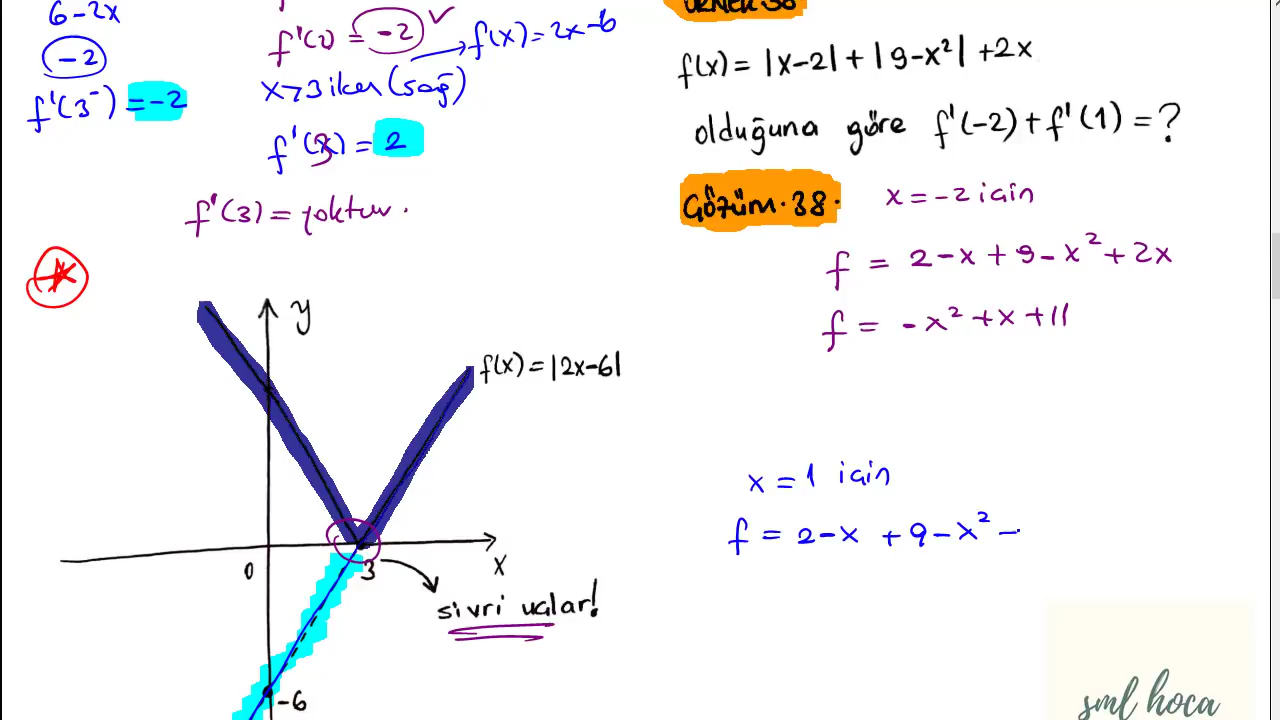 6-2x
-2
f'(3⁻) = -2
f'( ) = -2 ✓
→ f(x) = 2x-6
x>3 iken (sağ)
f'(3) = 2
f'(3) = yoktur.
y
f(x) = |2x-6|
0
3
x
sivri uçlar!
-6
ÖRNEK 38
f(x) = |x-2| + |9-x²| +2x
olduğuna göre f'(-2) + f'(1) = ?
Çözüm.38.
x = -2 için
f = 2-x + 9-x² + 2x
f = -x² + x + 11
x = 1 için
f = 2-x + 9-x² -
sml hoca